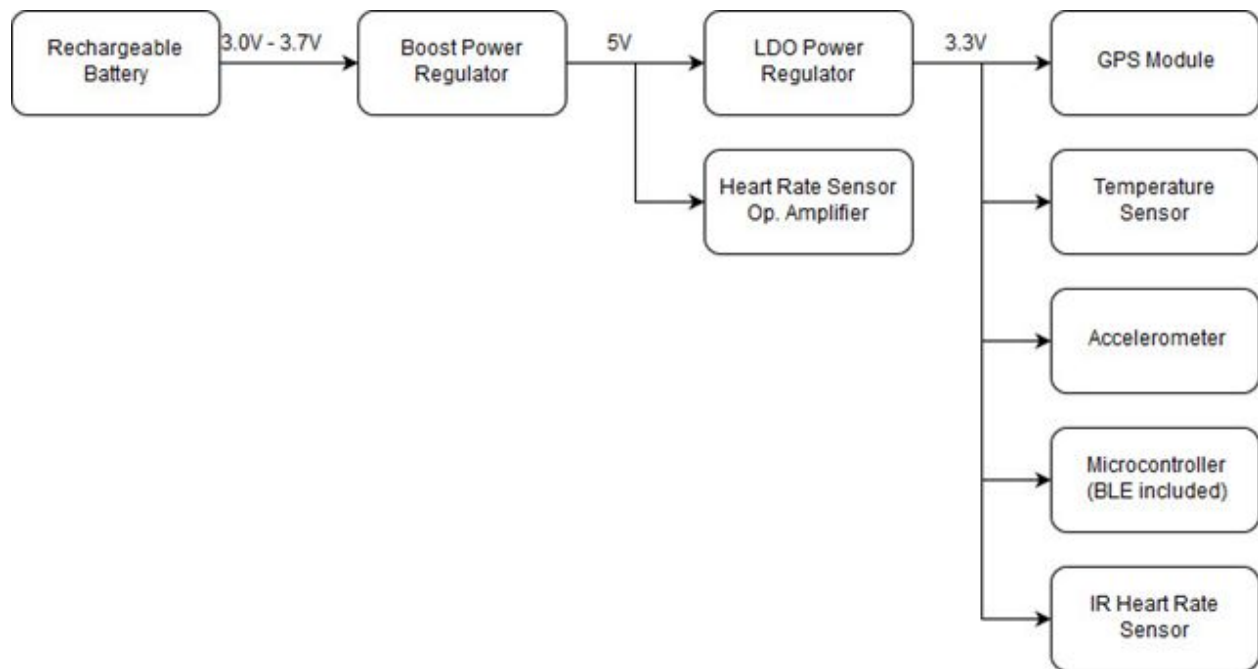 Rechargeable
Battery
3.0V - 3.7V
Boost Power
Regulator
5V
LDO Power
Regulator
3.3V
GPS Module
Heart Rate Sensor
Op. Amplifier
Temperature
Sensor
Accelerometer
Microcontroller
(BLE included)
IR Heart Rate
Sensor